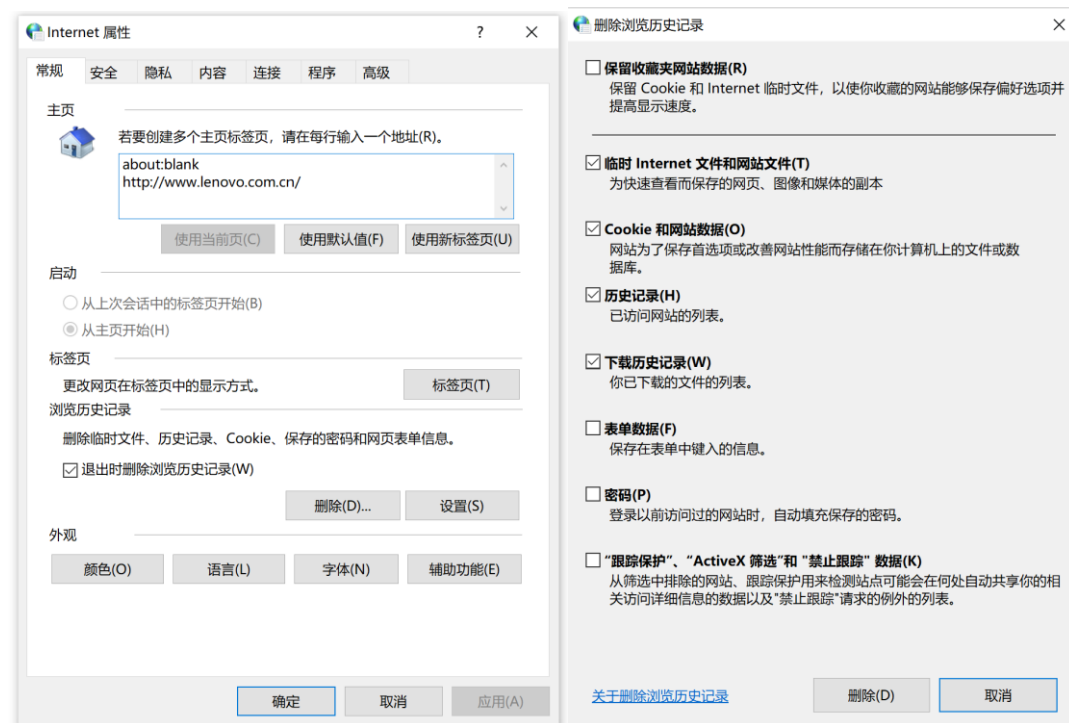 Internet 属性
?
常规 安全 隐私 内容 连接 程序 高级
主页
若要创建多个主页标签页，请在每行输入一个地址(R)。
about:blank
http://www.lenovo.com.cn/
使用当前页(C) 使用默认值(F) 使用新标签页(U)
启动
从上次会话中的标签页开始(B)
从主页开始(H)
标签页
更改网页在标签页中的显示方式。 标签页(T)
浏览历史记录
删除临时文件、历史记录、Cookie、保存的密码和网页表单信息。
退出时删除浏览历史记录(W)
删除(D)... 设置(S)
外观
颜色(O) 语言(L) 字体(N) 辅助功能(E)
确定 取消 应用(A)
删除浏览历史记录
保留收藏夹网站数据(R)
保留 Cookie 和 Internet 临时文件，以使你收藏的网站能够保存偏好选项并
提高显示速度。
临时 Internet 文件和网站文件(T)
为快速查看而保存的网页、图像和媒体的副本
Cookie 和网站数据(O)
网站为了保存首选项或改善网站性能而存储在你计算机上的文件或数
据库。
历史记录(H)
已访问网站的列表。
下载历史记录(W)
你已下载的文件的列表。
表单数据(F)
保存在表单中键入的信息。
密码(P)
登录以前访问过的网站时，自动填充保存的密码。
“跟踪保护”、“ActiveX 筛选”和 "禁止跟踪" 数据(K)
从筛选中排除的网站、跟踪保护用来检测站点可能会在何处自动共享你的相
关访问详细信息的数据以及"禁止跟踪"请求的例外的列表。
关于删除浏览历史记录 删除(D) 取消